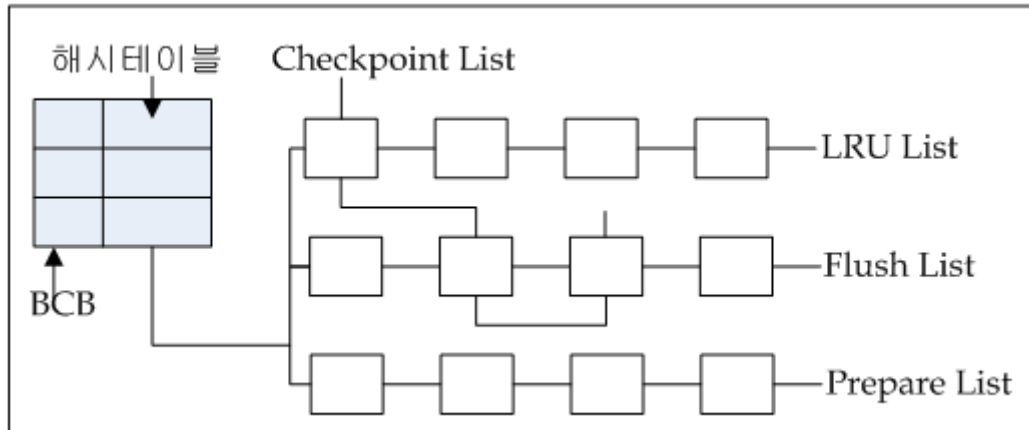 해시테이블
Checkpoint List
LRU List
Flush List
BCB
Prepare List